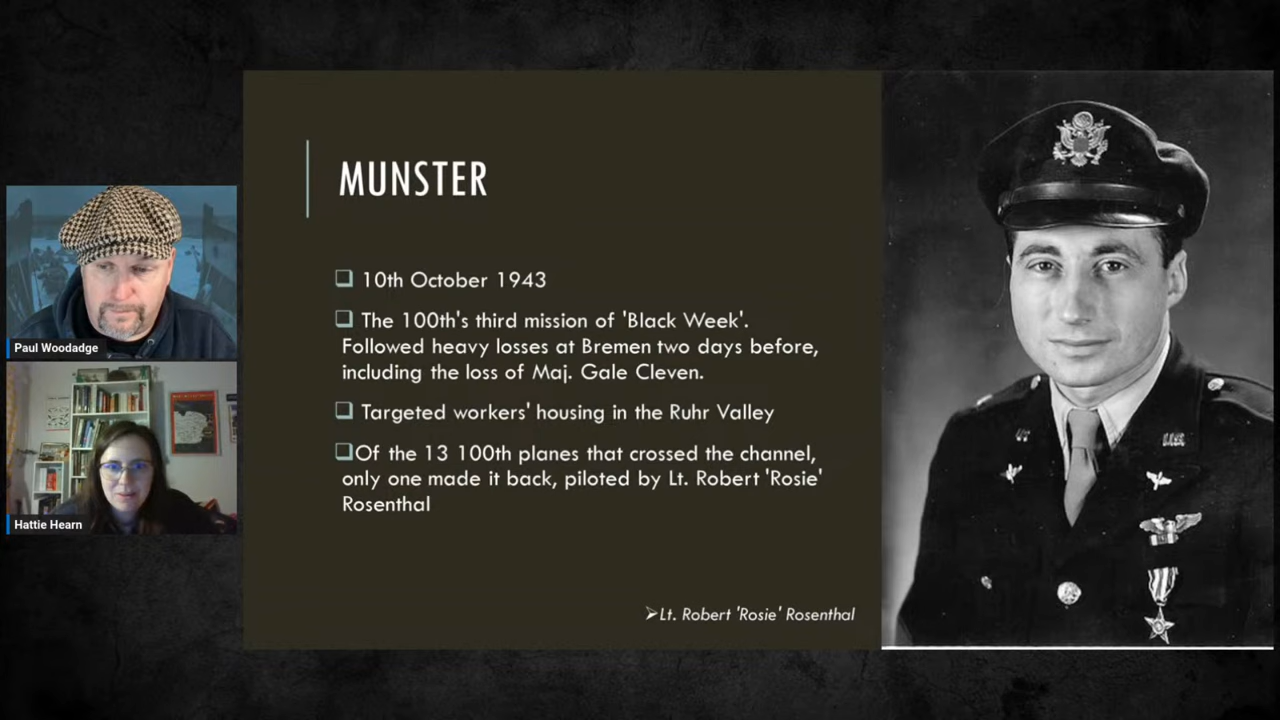 MUNSTER
❑ 10th October 1943
❑ The 100th's third mission of 'Black Week'.
Followed heavy losses at Bremen two days before,
including the loss of Maj. Gale Cleven.
❑ Targeted workers' housing in the Ruhr Valley
❑Of the 13 100th planes that crossed the channel,
only one made it back, piloted by Lt. Robert 'Rosie'
Rosenthal
➢Lt. Robert 'Rosie' Rosenthal
Paul Woodadge
Hattie Hearn